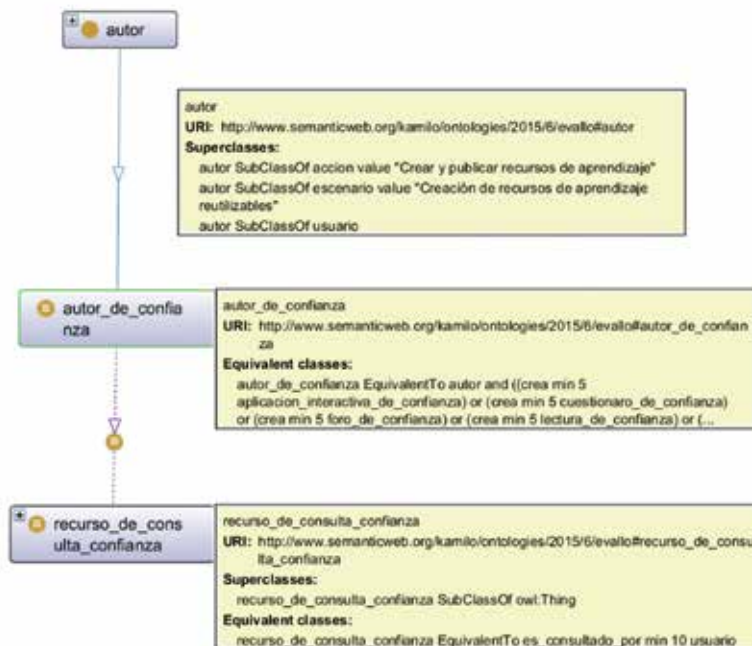 autor
autor
URI: http://www.semanticweb.org/kamilo/ontologies/2015/6/evallo#autor
Superclasses:
autor SubClassOf accion value "Crear y publicar recursos de aprendizaje"
autor SubClassOf escenario value "Creación de recursos de aprendizaje
reutilizables"
autor SubClassOf usuario
autor_de_confia
nza
autor_de_confianza
URI: http://www.semanticweb.org/kamilo/ontologies/2015/6/evallo#autor_de_confian
za
Equivalent classes:
autor_de_confianza EquivalentTo autor and ((crea min 5
aplicacion_interactiva_de_confianza) or (crea min 5 cuestionaro_de_confianza)
or (crea min 5 foro_de_confianza) or (crea min 5 lectura_de_confianza) or (...
recurso_de_cons
ulta_confianza
recurso_de_consulta_confianza
URI: http://www.semanticweb.org/kamilo/ontologies/2015/6/evallo#recurso_de_consu
lta_confianza
Superclasses:
recurso_de_consulta_confianza SubClassOf owl:Thing
Equivalent classes:
recurso_de_consulta_confianza EquivalentTo es_consultado_por min 10 usuario